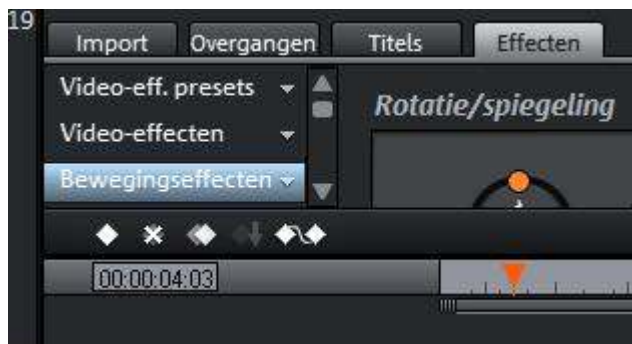 19
Import Overgangen Titels Effecten
Video-eff. presets
Rotatie/spiegeling
Video-effecten
Bewegingseffecten
00:00:04:03